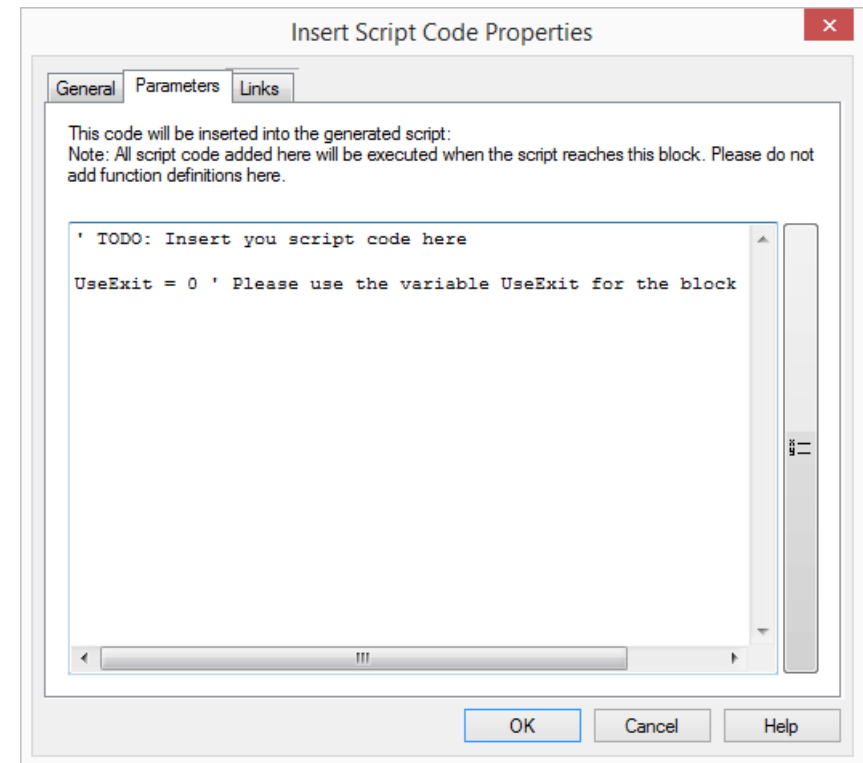 Insert Script Code Properties
General Parameters Links
This code will be inserted into the generated script:
Note: All script code added here will be executed when the script reaches this block. Please do not
add function definitions here.
' TODO: Insert you script code here
UseExit = 0 ' Please use the variable UseExit for the block
OK Cancel Help